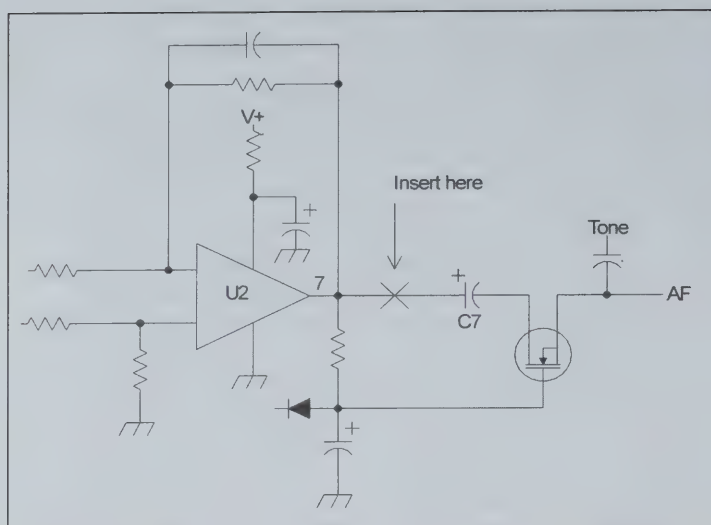 V+
Insert here
Tone
7
U2
+
+
C7
AF
+